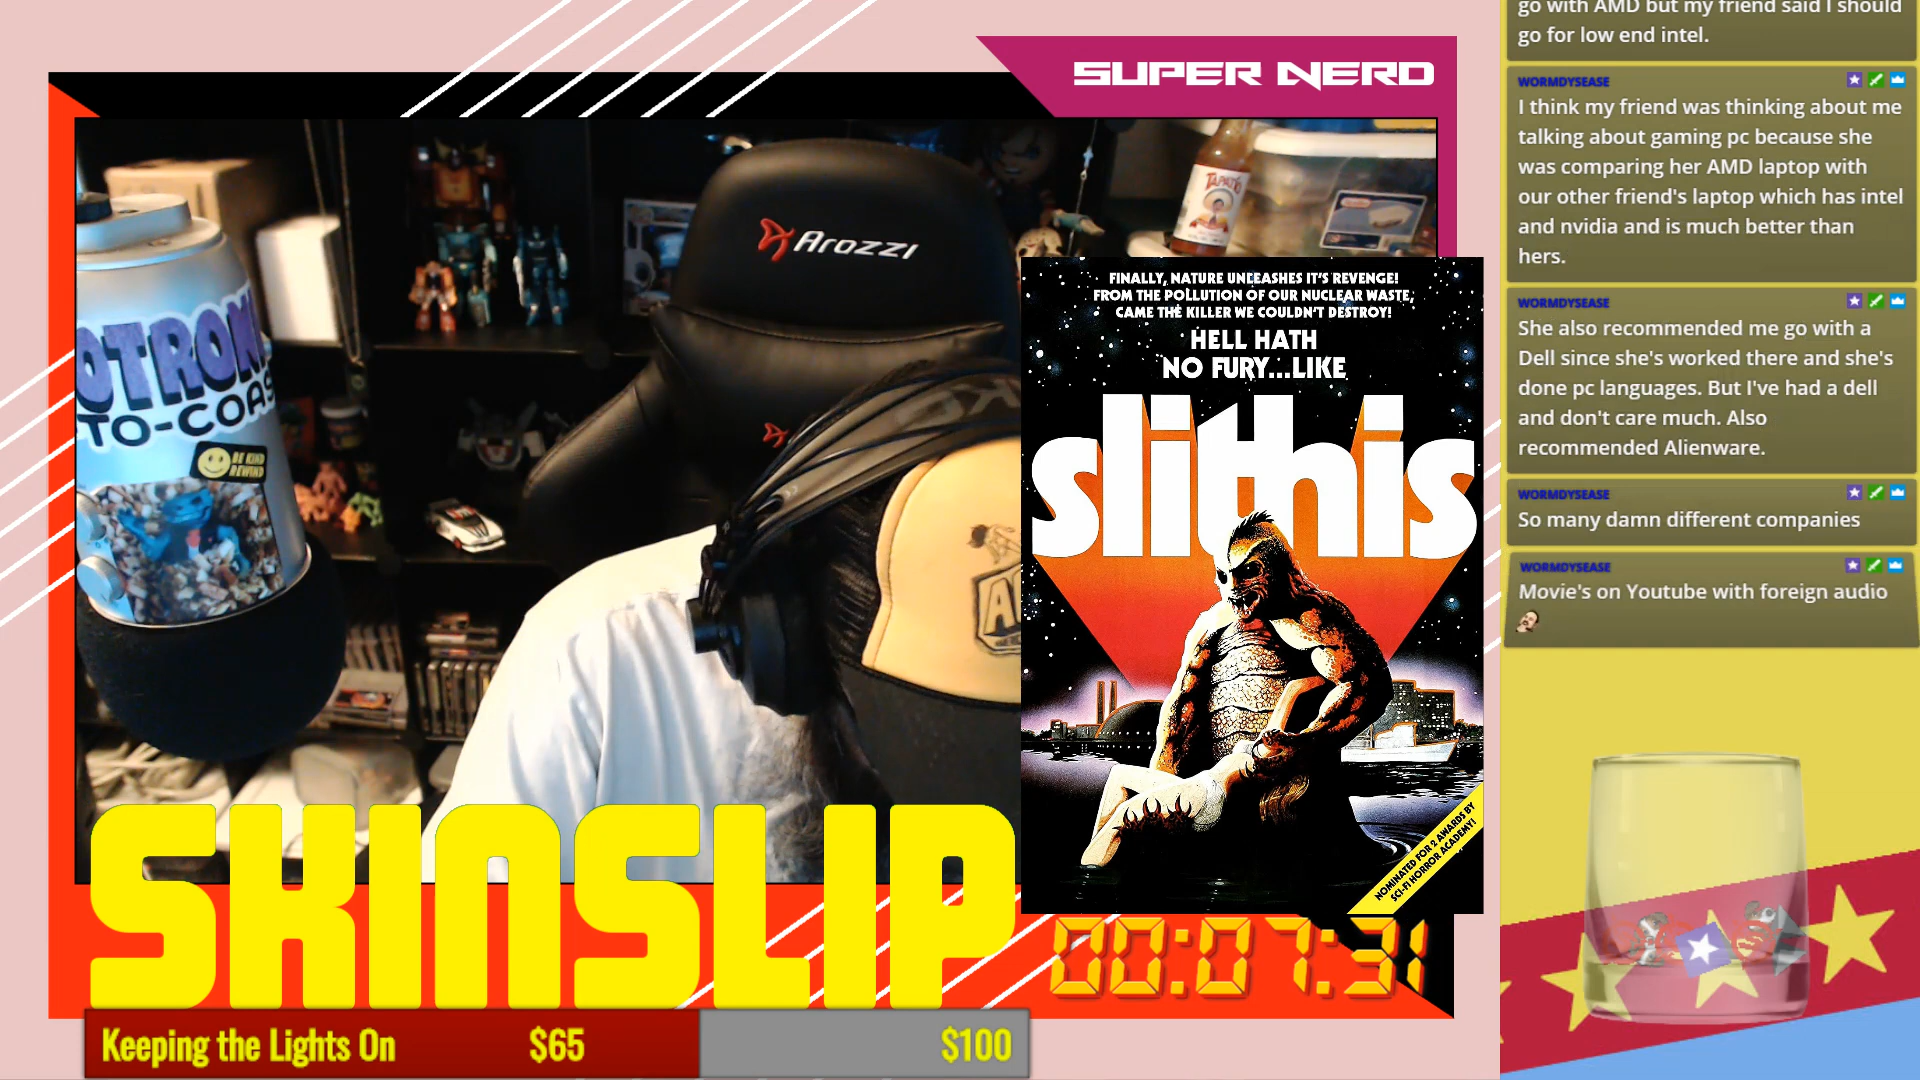 SUPER NERD
Arozzi
TAPATIO
OTRON
TO-COAS
BE KIND
REWIND
FINALLY, NATURE UNLEASHES IT'S REVENGE!
FROM THE POLLUTION OF OUR NUCLEAR WASTE,
CAME THE KILLER WE COULDN'T DESTROY!
HELL HATH
NO FURY...LIKE
slithis
NOMINATED FOR 2 AWARDS BY
SCI-FI HORROR ACADEMY!
SKINSLIP
00:07:31
Keeping the Lights On $65 $100
go with AMD but my friend said I should
go for low end intel.
WORMDYSEASE
I think my friend was thinking about me
talking about gaming pc because she
was comparing her AMD laptop with
our other friend's laptop which has intel
and nvidia and is much better than
hers.
WORMDYSEASE
She also recommended me go with a
Dell since she's worked there and she's
done pc languages. But I've had a dell
and don't care much. Also
recommended Alienware.
WORMDYSEASE
So many damn different companies
WORMDYSEASE
Movie's on Youtube with foreign audio